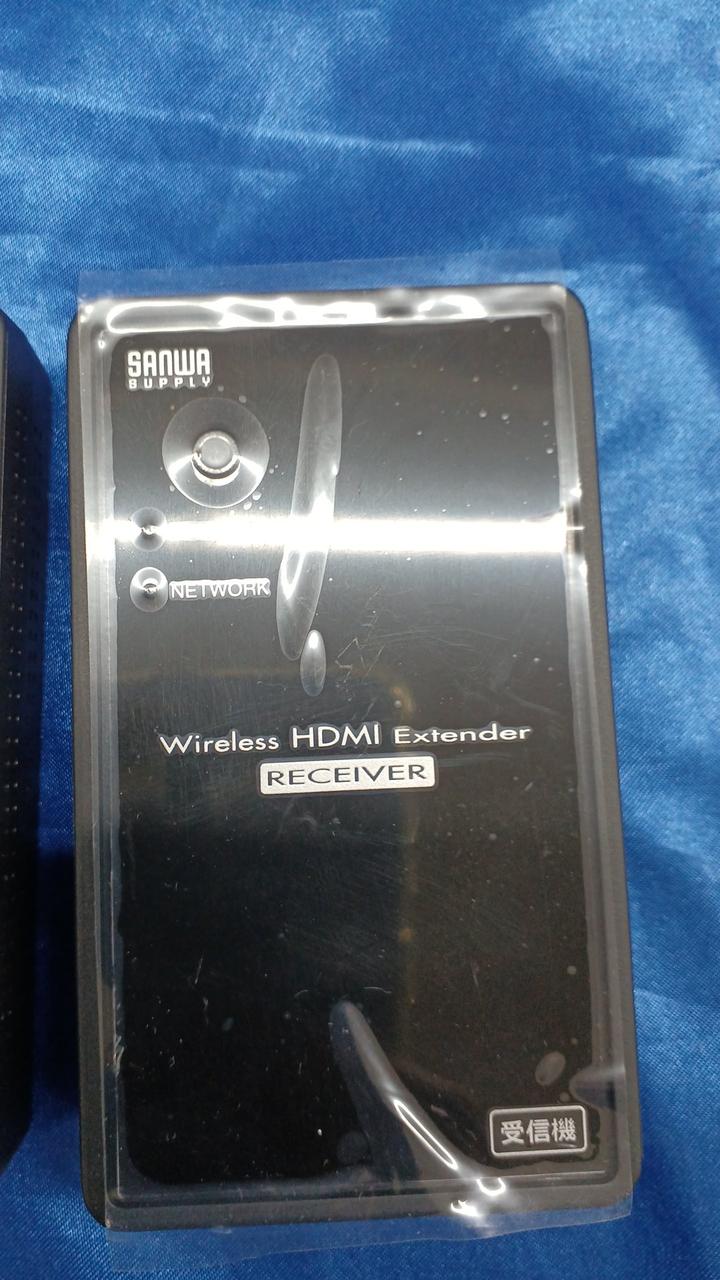 SANWA
SUPPLY
NETWORK
Wireless HDMI Extender
RECEIVER
受信機